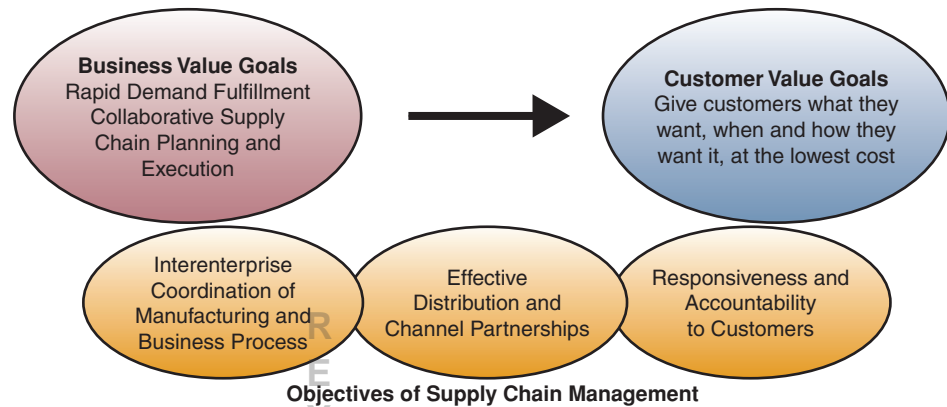 Business Value Goals
Rapid Demand Fulfillment
Collaborative Supply
Chain Planning and
Execution
Customer Value Goals
Give customers what they
want, when and how they
want it, at the lowest cost
Interenterprise
Coordination of
Manufacturing and
Business Process
Effective
Distribution and
Channel Partnerships
Responsiveness and
Accountability
to Customers
R
E
Objectives of Supply Chain Management